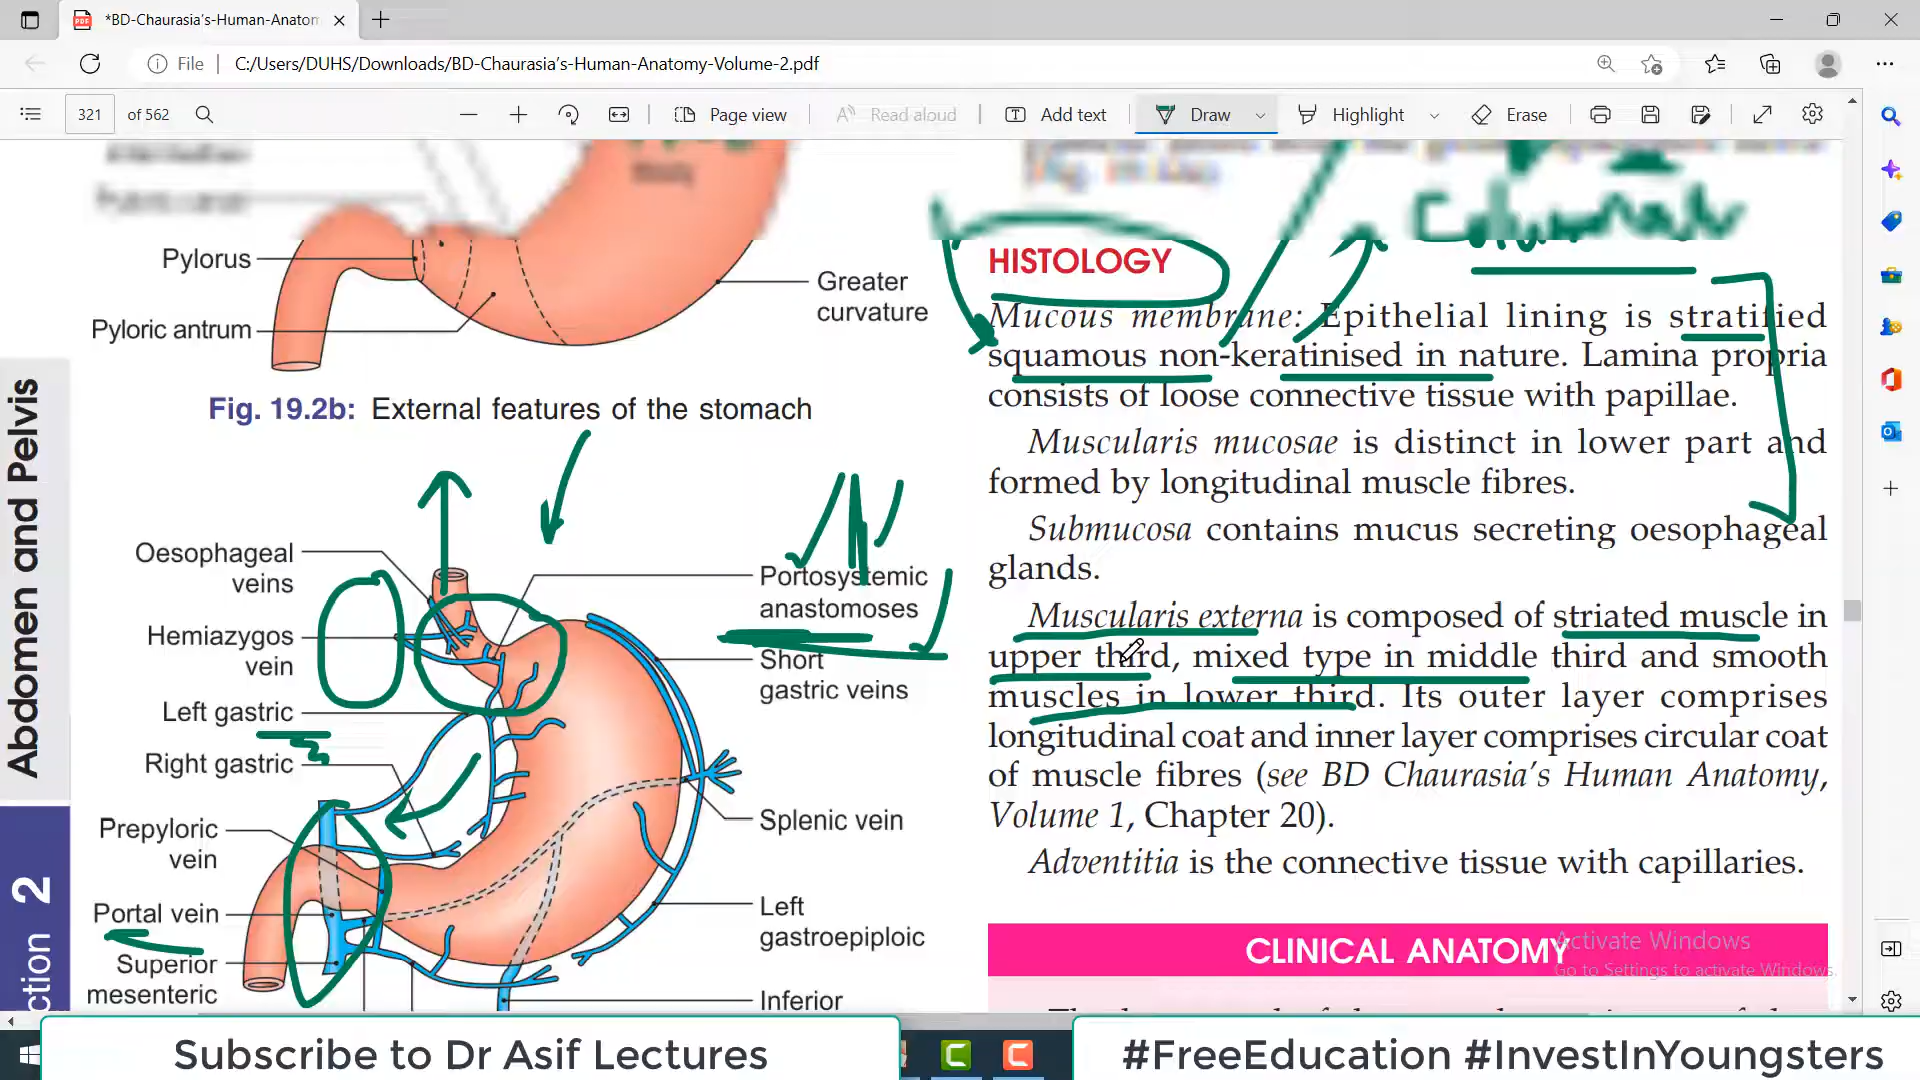 *BD-Chaurasia's-Human-Anatom
File
C:/Users/DUHS/Downloads/BD-Chaurasia's-Human-Anatomy-Volume-2.pdf
321 of 562
Page view
Read aloud
Add text
Draw
Highlight
Erase
Columnar
Pylorus
Pyloric antrum
Greater
curvature
Fig. 19.2b: External features of the stomach
Abdomen and Pelvis
ction 2
Oesophageal
veins
Hemiazygos
vein
Left gastric
Right gastric
Prepyloric
vein
Portal vein
Superior
mesenteric
Portosystemic
anastomoses
Short
gastric veins
Splenic vein
Left
gastroepiploic
Inferior
HISTOLOGY
Mucous membrane: Epithelial lining is stratified
squamous non-keratinised in nature. Lamina propria
consists of loose connective tissue with papillae.
Muscularis mucosae is distinct in lower part and
formed by longitudinal muscle fibres.
Submucosa contains mucus secreting oesophageal
glands.
Muscularis externa is composed of striated muscle in
upper third, mixed type in middle third and smooth
muscles in lower third. Its outer layer comprises
longitudinal coat and inner layer comprises circular coat
of muscle fibres (see BD Chaurasia's Human Anatomy,
Volume 1, Chapter 20).
Adventitia is the connective tissue with capillaries.
CLINICAL ANATOMY
Activate Windows
Go to Settings to activate Windows.
Subscribe to Dr Asif Lectures
#FreeEducation #InvestInYoungsters